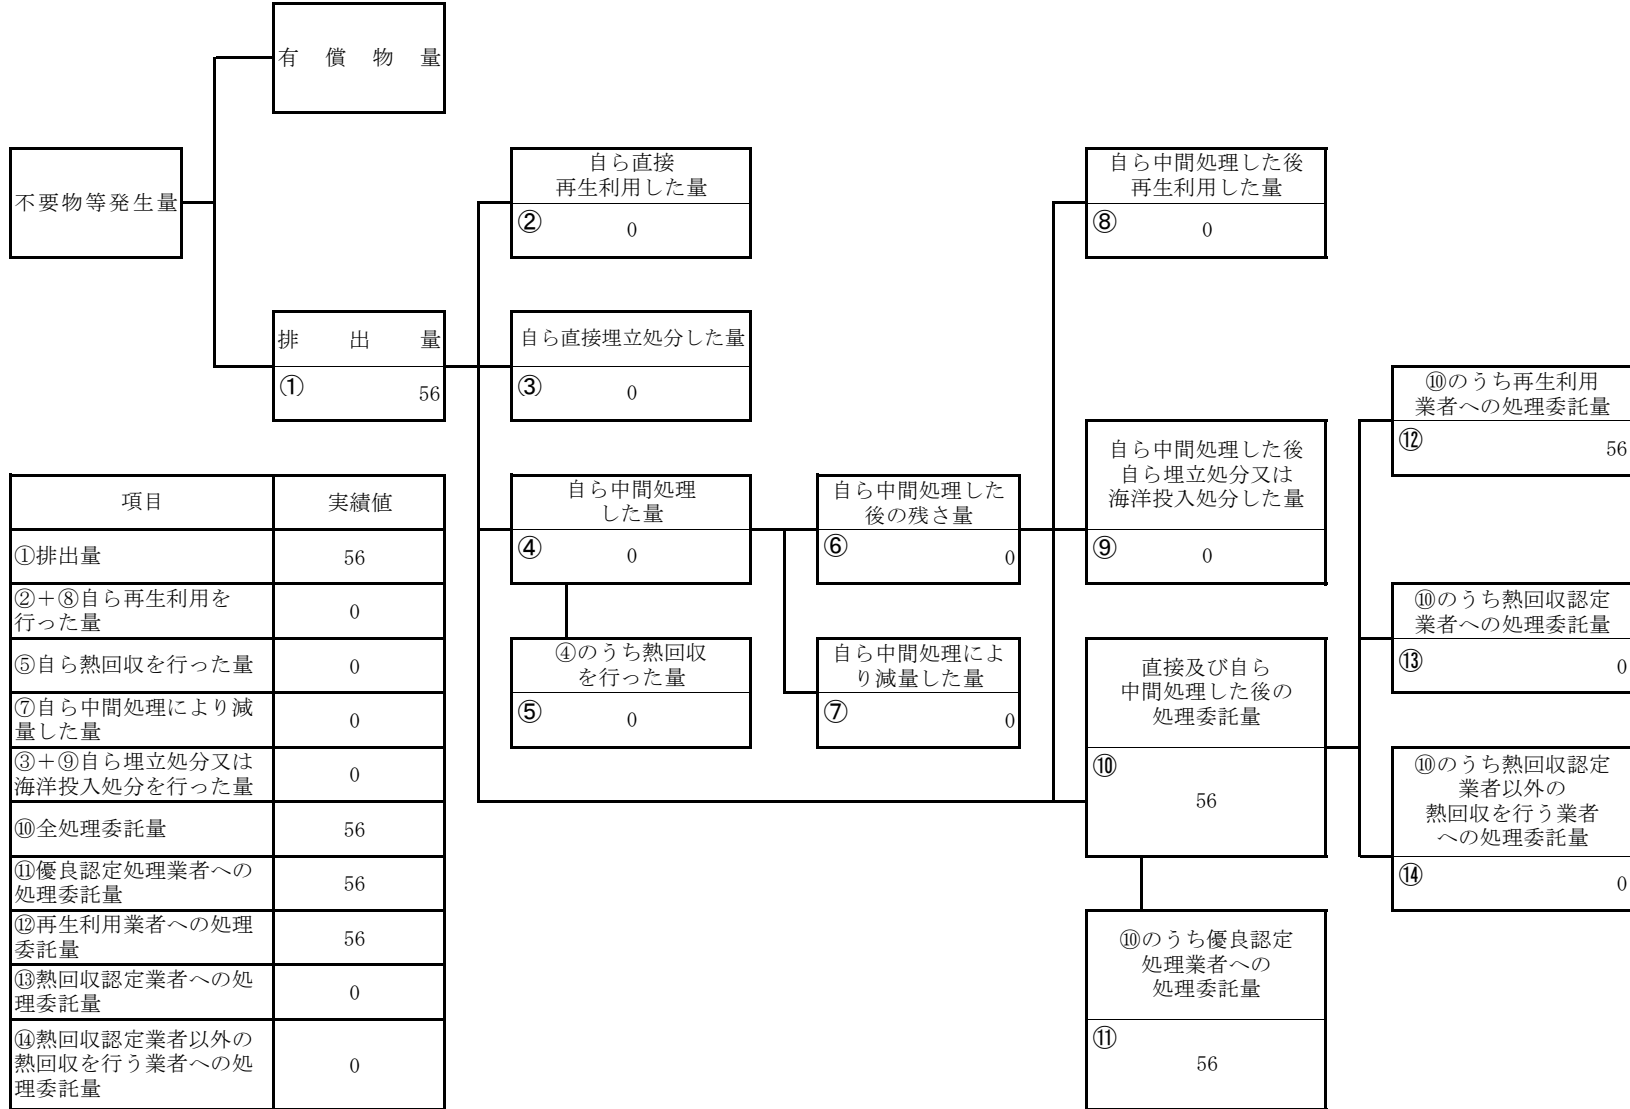 有償物量
不要物等発生量
排出量
①
56
自ら直接
再生利用した量
②
0
自ら直接埋立処分した量
③
0
自ら中間処理
した量
④
0
④のうち熱回収
を行った量
⑤
0
自ら中間処理した
後の残さ量
⑥
0
自ら中間処理によ
り減量した量
⑦
0
自ら中間処理した後
再生利用した量
⑧
0
自ら中間処理した後
自ら埋立処分又は
海洋投入処分した量
⑨
0
直接及び自ら
中間処理した後の
処理委託量
⑩
56
⑩のうち優良認定
処理業者への
処理委託量
⑪
56
⑩のうち再生利用
業者への処理委託量
⑫
56
⑩のうち熱回収認定
業者への処理委託量
⑬
0
⑩のうち熱回収認定
業者以外の
熱回収を行う業者
への処理委託量
⑭
0
項目 実績値
①排出量 56
②+⑧自ら再生利用を
行った量
0
⑤自ら熱回収を行った量 0
⑦自ら中間処理により減
量した量
0
③+⑨自ら埋立処分又は
海洋投入処分を行った量
0
⑩全処理委託量 56
⑪優良認定処理業者への
処理委託量
56
⑫再生利用業者への処理
委託量
56
⑬熱回収認定業者への処
理委託量
0
⑭熱回収認定業者以外の
熱回収を行う業者への処
理委託量
0